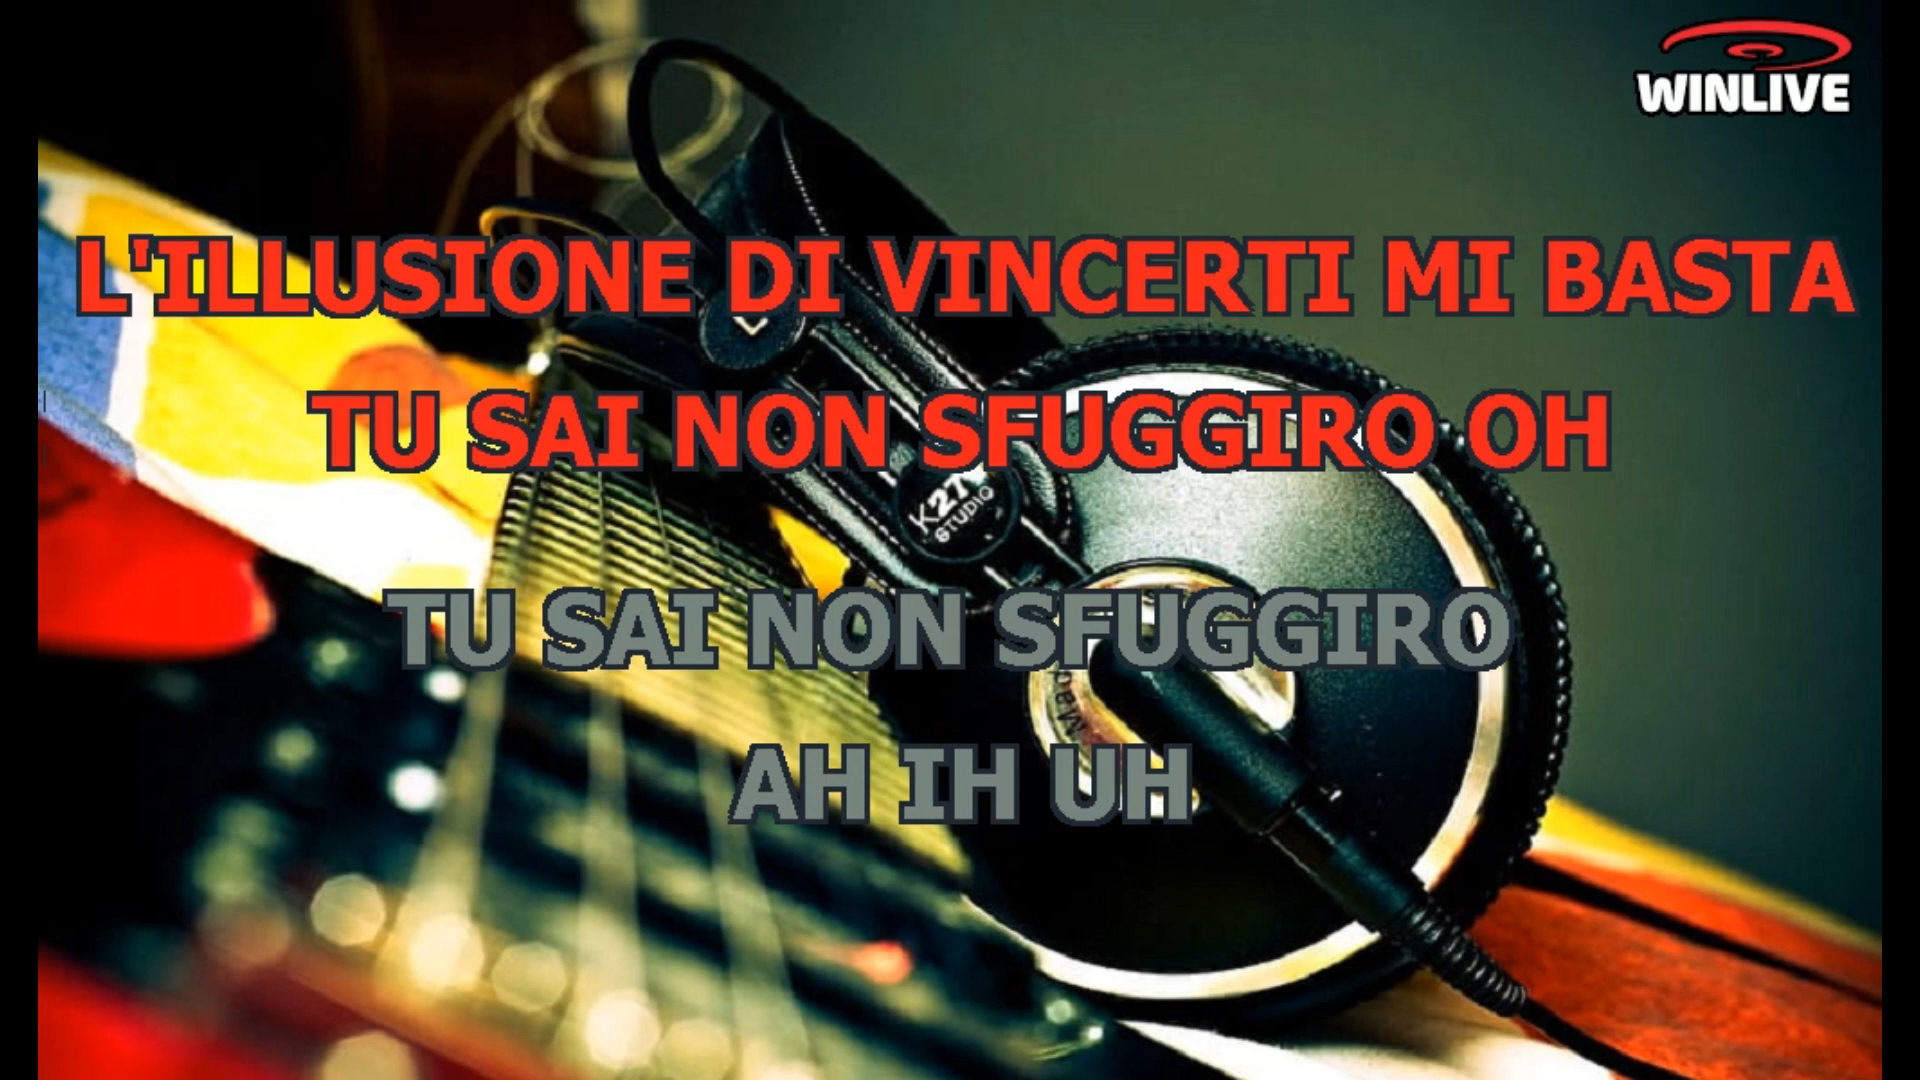 WINLIVE
L'ILLUSIONE DI VINCERTI MI BASTA
TU SAI NON SFUGGIRO OH
K27
STUDIO
TU SAI NON SFUGGIRO
AH IH UH